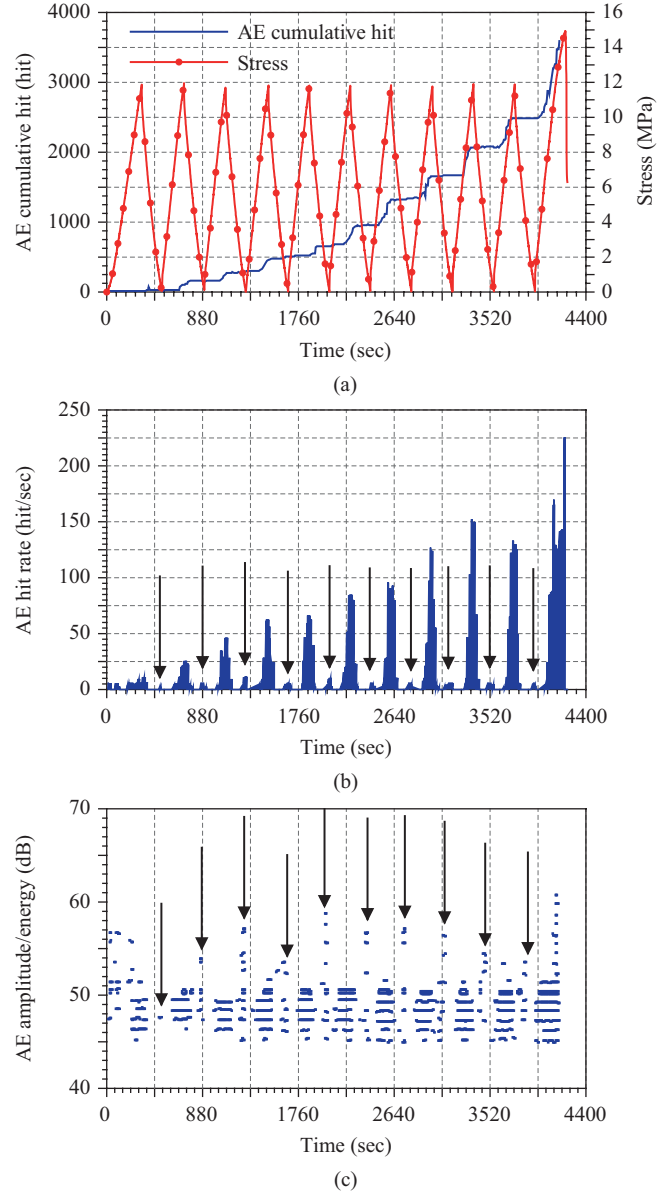 4000
3000
2000
1000
0
AE cumulative hit (hit)
AE cumulative hit
Stress
16
14
12
10
8
6
4
2
0
Stress (MPa)
0 880 1760 2640 3520 4400
Time (sec)
(a)
250
200
150
100
50
0
AE hit rate (hit/sec)
0 880 1760 2640 3520 4400
Time (sec)
(b)
70
60
50
40
AE amplitude/energy (dB)
0 880 1760 2640 3520 4400
Time (sec)
(c)